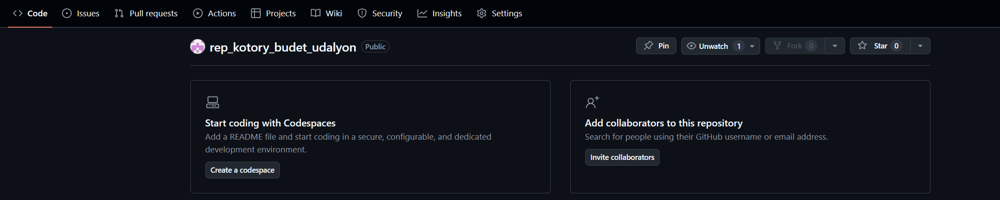 Code Issues Pull requests Actions Projects Wiki Security Insights Settings
rep_kotory_budet_udalyon Public Pin Unwatch 1 Fork 0 Star 0
Start coding with Codespaces
Add a README file and start coding in a secure, configurable, and dedicated
development environment.
Create a codespace
Add collaborators to this repository
Search for people using their GitHub username or email address.
Invite collaborators